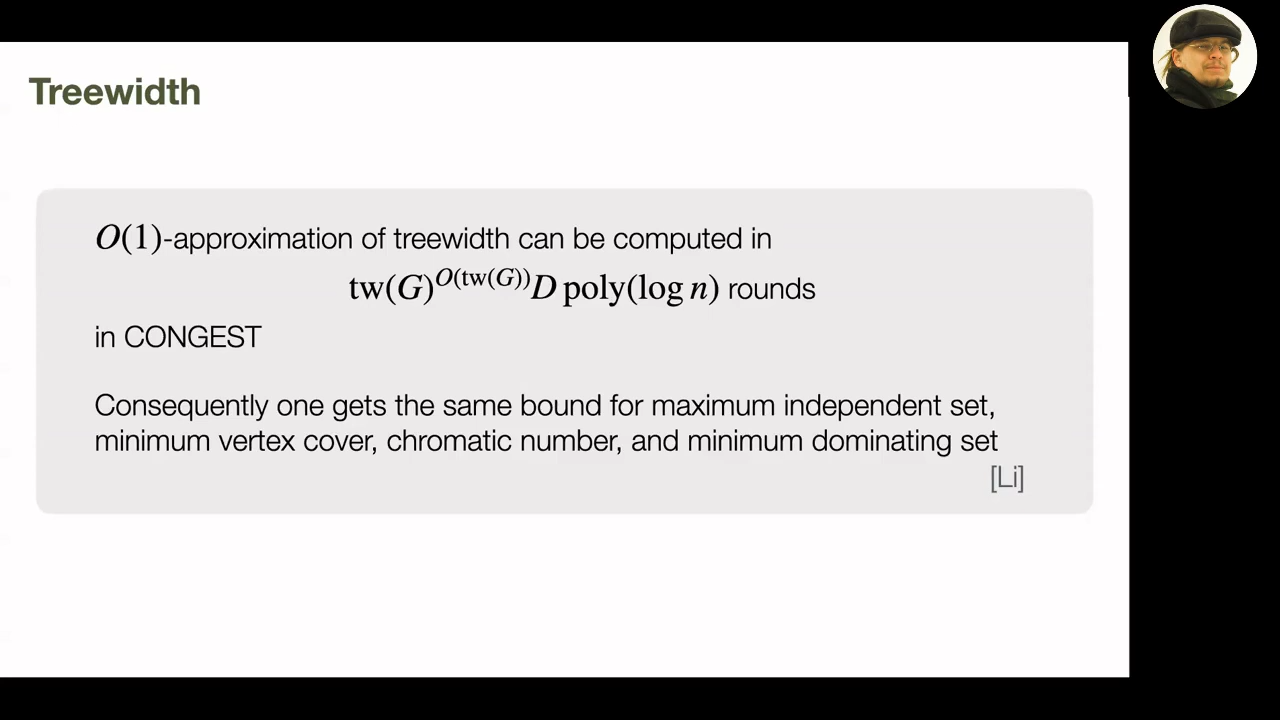 Treewidth
O(1)-approximation of treewidth can be computed in
tw(G)^{O(tw(G))} D poly(log n) rounds
in CONGEST
Consequently one gets the same bound for maximum independent set,
minimum vertex cover, chromatic number, and minimum dominating set
[Li]